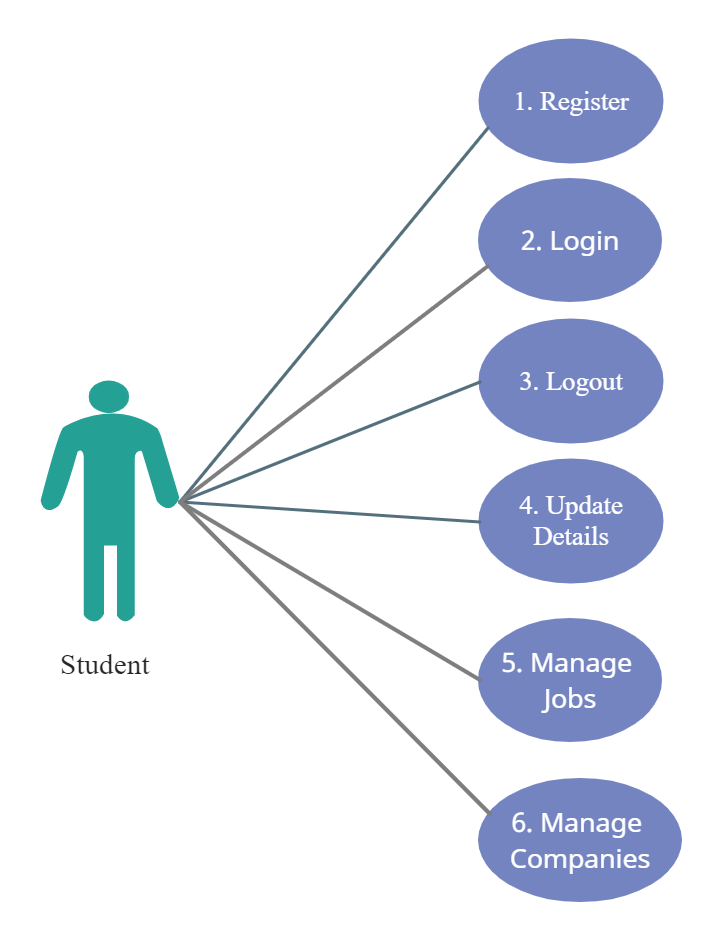 1. Register
2. Login
3. Logout
4. Update
Details
5. Manage
Jobs
6. Manage
Companies
Student